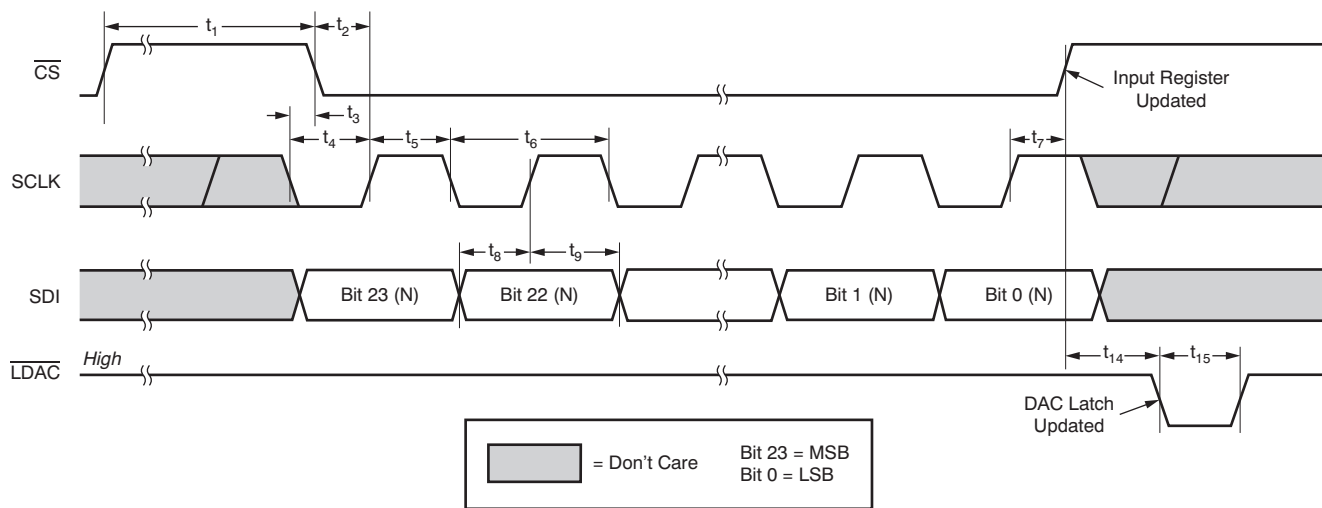 t1
t2
CS
Input Register
Updated
t3
t4
t5
t6
t7
SCLK
t8
t9
SDI
Bit 23 (N)
Bit 22 (N)
Bit 1 (N)
Bit 0 (N)
High
LDAC
t14
t15
DAC Latch
Updated
= Don't Care
Bit 23 = MSB
Bit 0 = LSB